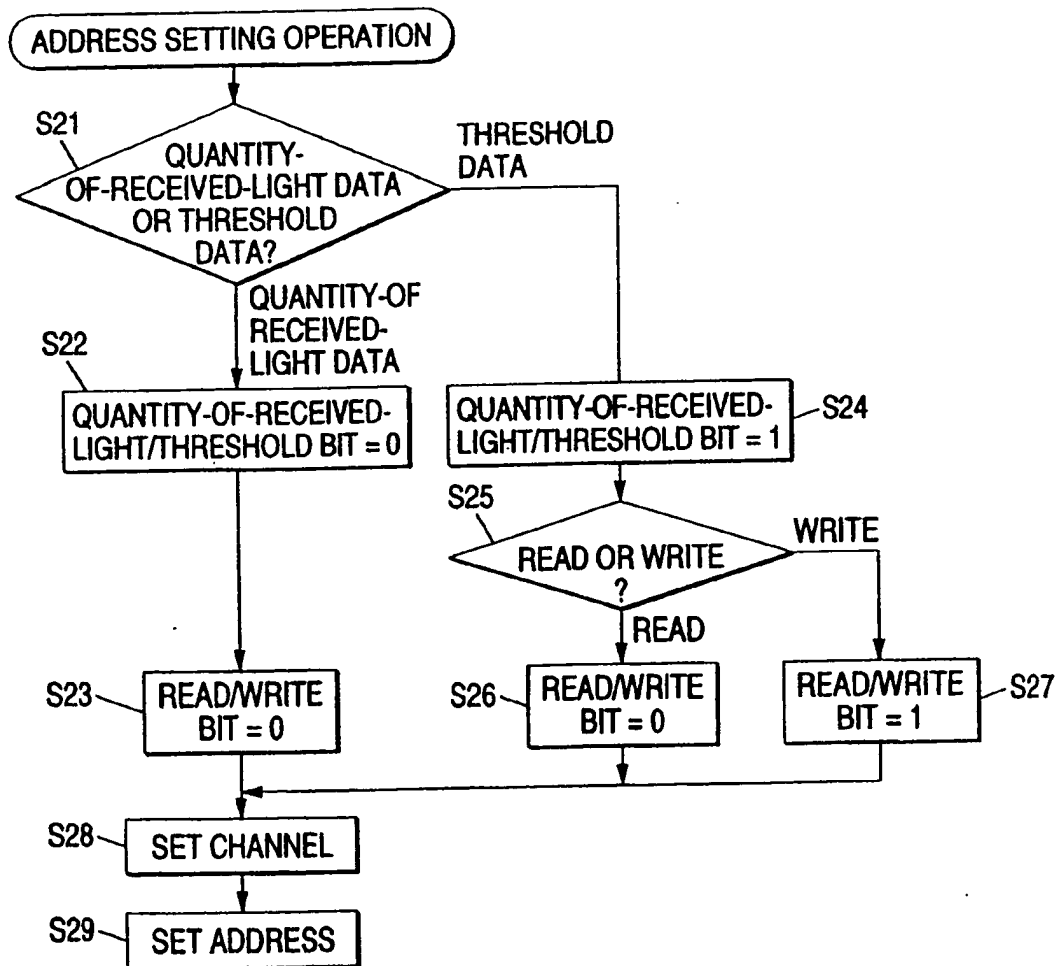 ADDRESS SETTING OPERATION
S21
QUANTITY-
OF-RECEIVED-LIGHT DATA
OR THRESHOLD
DATA?
THRESHOLD
DATA
QUANTITY-OF
RECEIVED-
LIGHT DATA
S22
QUANTITY-OF-RECEIVED-
LIGHT/THRESHOLD BIT = 0
QUANTITY-OF-RECEIVED-
LIGHT/THRESHOLD BIT = 1
S24
S25
READ OR WRITE
?
WRITE
READ
S23
READ/WRITE
BIT = 0
S26
READ/WRITE
BIT = 0
READ/WRITE
BIT = 1
S27
S28
SET CHANNEL
S29
SET ADDRESS